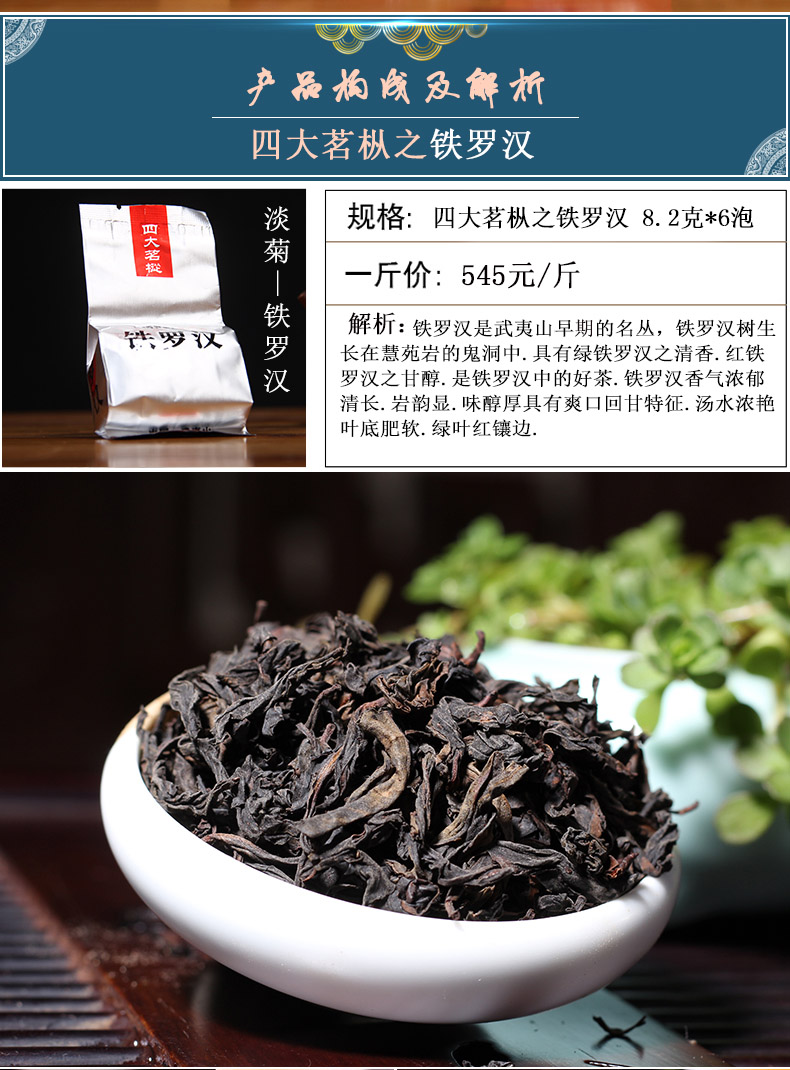 产品构成及解析
四大茗枞之铁罗汉
四大茗枞
铁罗汉
淡菊—铁罗汉
规格: 四大茗枞之铁罗汉 8.2克*6泡
一斤价: 545元/斤
解析: 铁罗汉是武夷山早期的名丛，铁罗汉树生
长在慧苑岩的鬼洞中.具有绿铁罗汉之清香.红铁
罗汉之甘醇.是铁罗汉中的好茶.铁罗汉香气浓郁
清长.岩韵显.味醇厚具有爽口回甘特征.汤水浓艳
叶底肥软.绿叶红镶边.